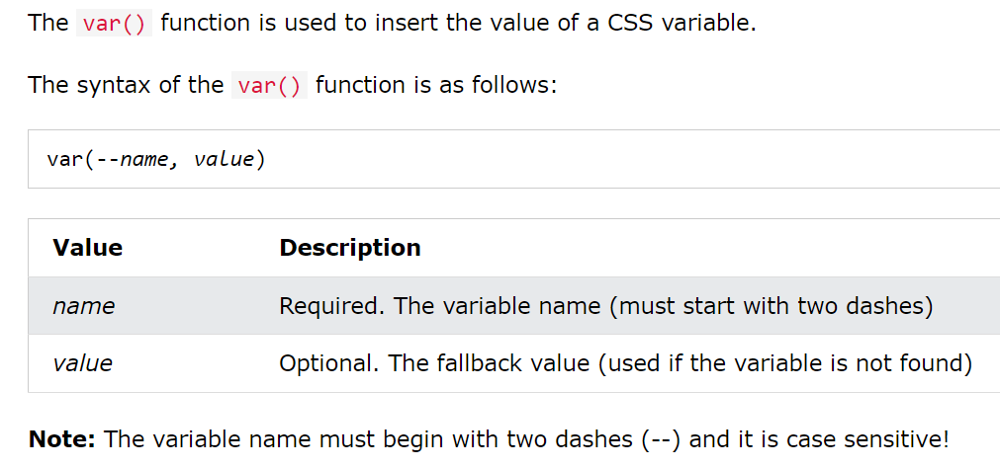 The var() function is used to insert the value of a CSS variable.
The syntax of the var() function is as follows:
var(--name, value)
Value Description
name Required. The variable name (must start with two dashes)
value Optional. The fallback value (used if the variable is not found)
Note: The variable name must begin with two dashes (--) and it is case sensitive!